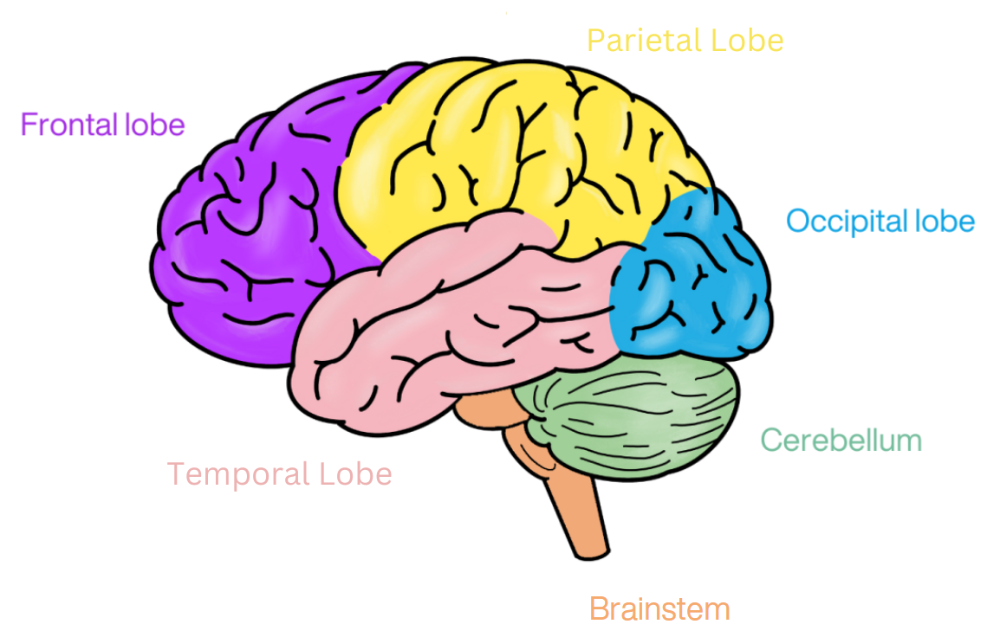 Parietal Lobe
Frontal lobe
Occipital lobe
Cerebellum
Temporal Lobe
Brainstem